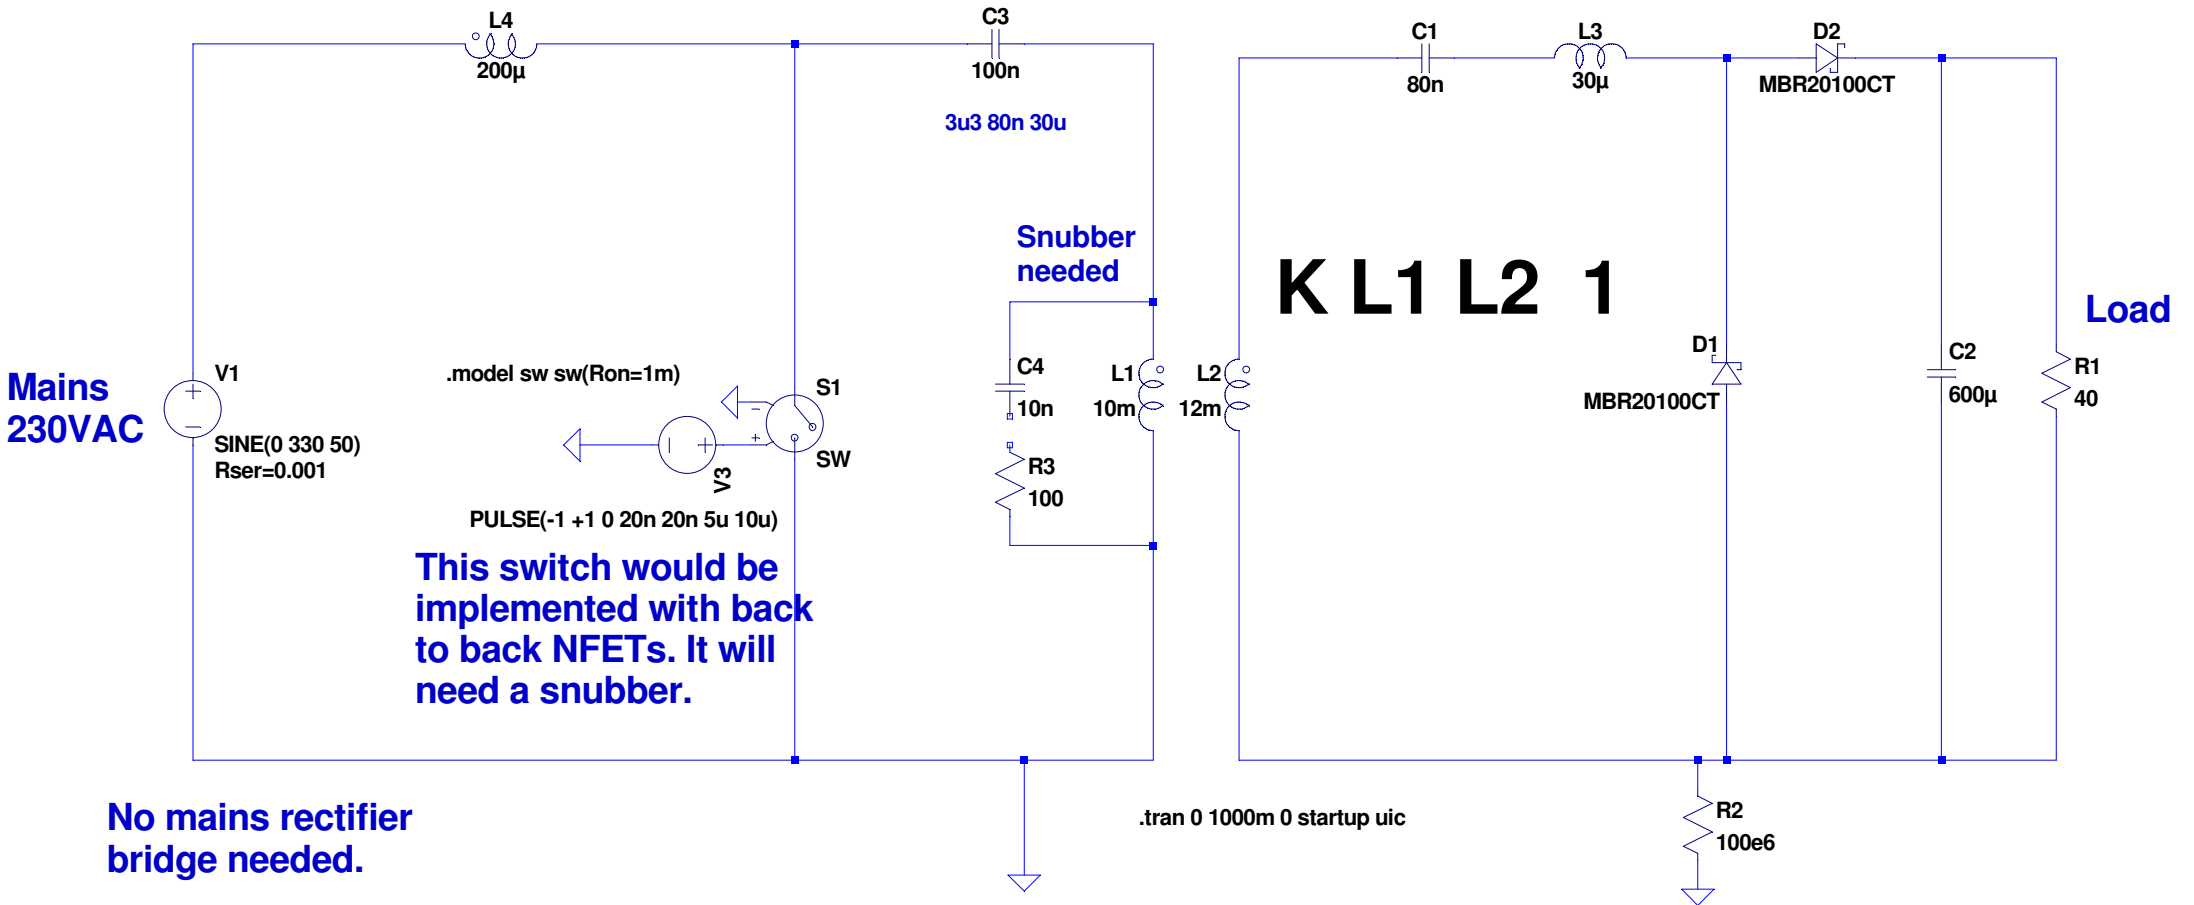 L4
200µ
C3
100n
3u3 80n 30u
C1
80n
L3
30µ
D2
MBR20100CT
Snubber
needed
K L1 L2 1
Load
Mains
230VAC
V1
SINE(0 330 50)
Rser=0.001
.model sw sw(Ron=1m)
S1
SW
V3
PULSE(-1 +1 0 20n 20n 5u 10u)
This switch would be
implemented with back
to back NFETs. It will
need a snubber.
C4
10n
R3
100
L1
10m
L2
12m
D1
MBR20100CT
C2
600µ
R1
40
No mains rectifier
bridge needed.
.tran 0 1000m 0 startup uic
R2
100e6